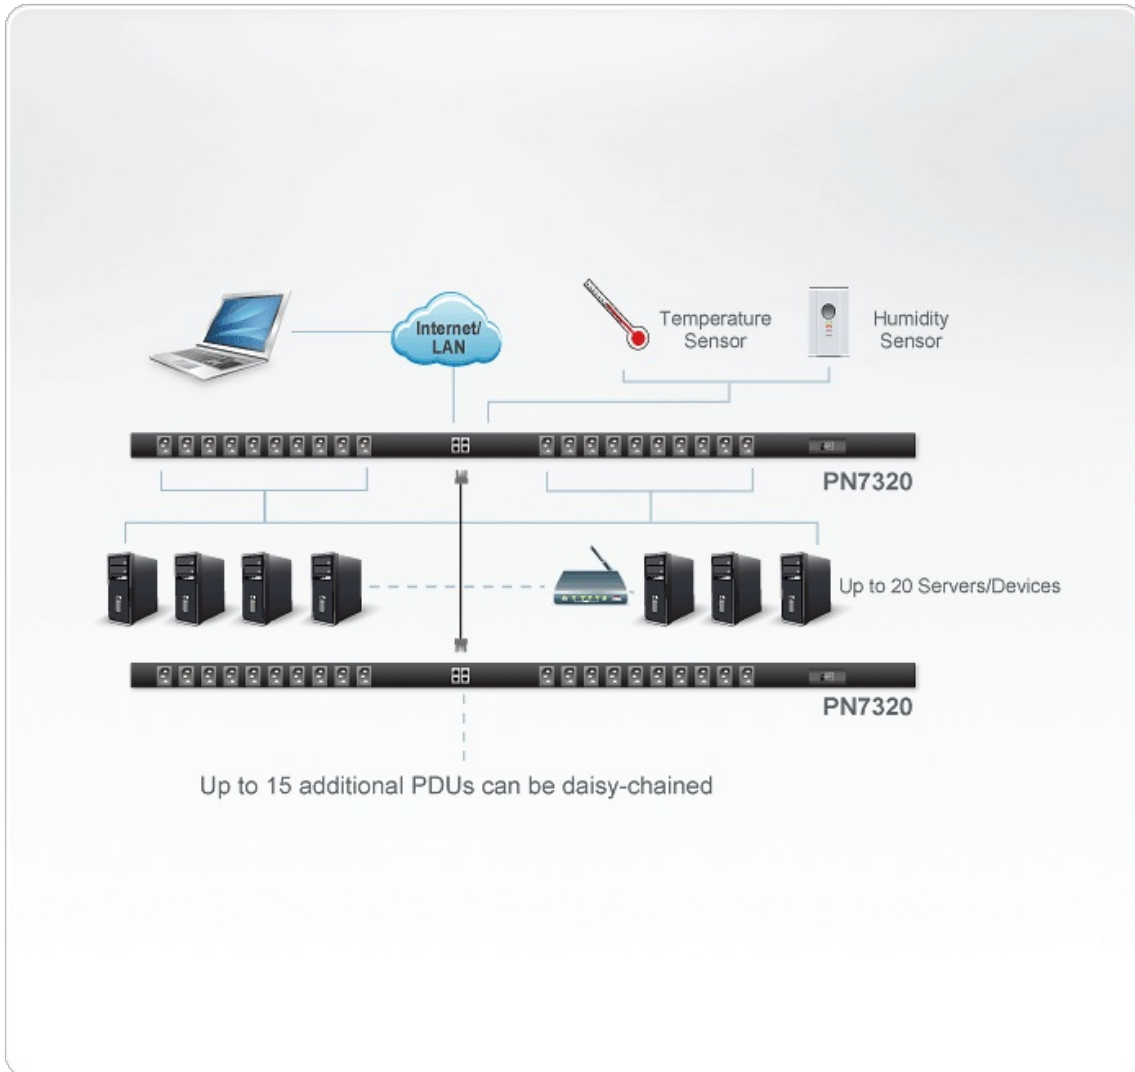 Internet/
LAN
Temperature
Sensor
Humidity
Sensor
PN7320
Up to 20 Servers/Devices
PN7320
Up to 15 additional PDUs can be daisy-chained